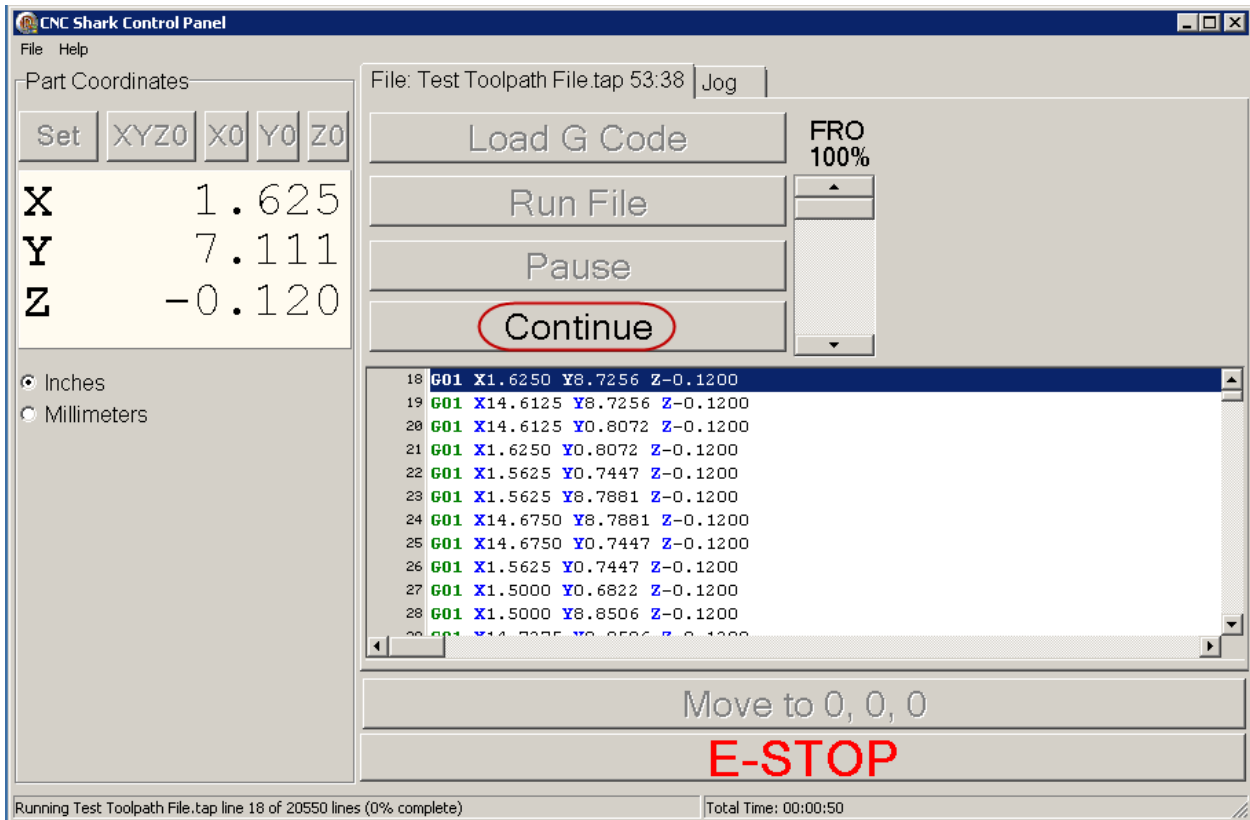 CNC Shark Control Panel
File Help
Part Coordinates
File: Test Toolpath File.tap 53:38
Jog
Set XYZ0 X0 Y0 Z0
Load G Code
FRO
100%
X 1.625
Y 7.111
Z -0.120
Run File
Pause
Continue
Inches
Millimeters
18 G01 X1.6250 Y8.7256 Z-0.1200
19 G01 X14.6125 Y8.7256 Z-0.1200
20 G01 X14.6125 Y0.8072 Z-0.1200
21 G01 X1.6250 Y0.8072 Z-0.1200
22 G01 X1.5625 Y0.7447 Z-0.1200
23 G01 X1.5625 Y8.7881 Z-0.1200
24 G01 X14.6750 Y8.7881 Z-0.1200
25 G01 X14.6750 Y0.7447 Z-0.1200
26 G01 X1.5625 Y0.7447 Z-0.1200
27 G01 X1.5000 Y0.6822 Z-0.1200
28 G01 X1.5000 Y8.8506 Z-0.1200
Move to 0, 0, 0
E-STOP
Running Test Toolpath File.tap line 18 of 20550 lines (0% complete)
Total Time: 00:00:50